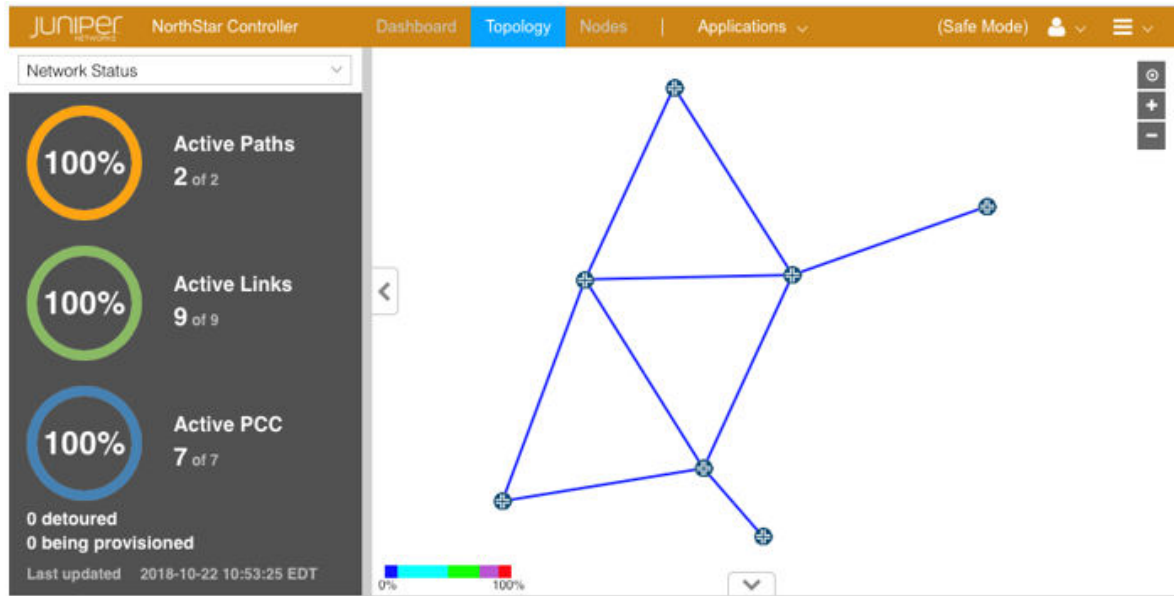 JUNIPER NETWORKS NorthStar Controller Dashboard Topology Nodes | Applications (Safe Mode)
Network Status
100% Active Paths
2 of 2
100% Active Links
9 of 9
100% Active PCC
7 of 7
0 detoured
0 being provisioned
Last updated 2018-10-22 10:53:25 EDT
0% 100%